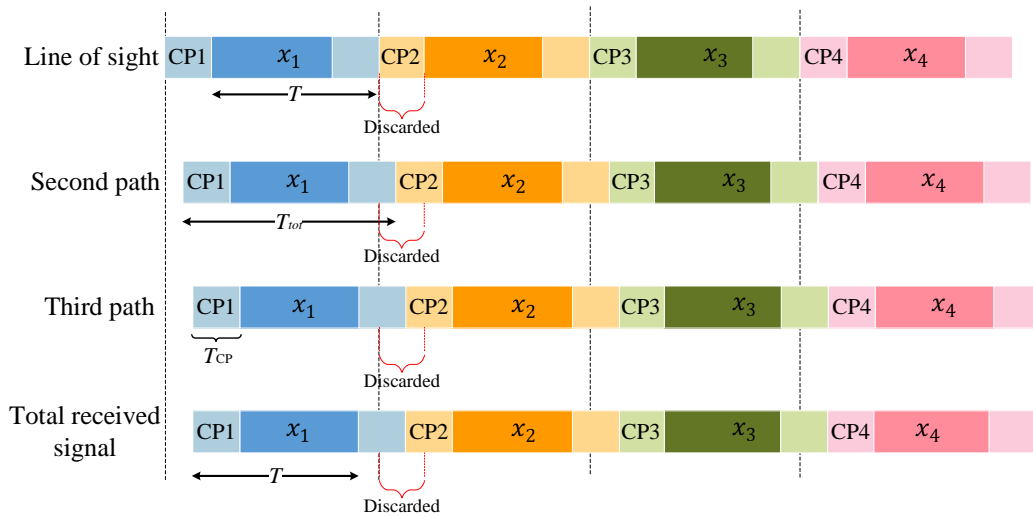 Line of sight CP1 x₁ CP2 x₂ CP3 x₃ CP4 x₄
T
Discarded
Second path CP1 x₁ CP2 x₂ CP3 x₃ CP4 x₄
T_tot
Discarded
Third path CP1 x₁ CP2 x₂ CP3 x₃ CP4 x₄
T_CP
Discarded
Total received
signal
CP1 x₁ CP2 x₂ CP3 x₃ CP4 x₄
T
Discarded